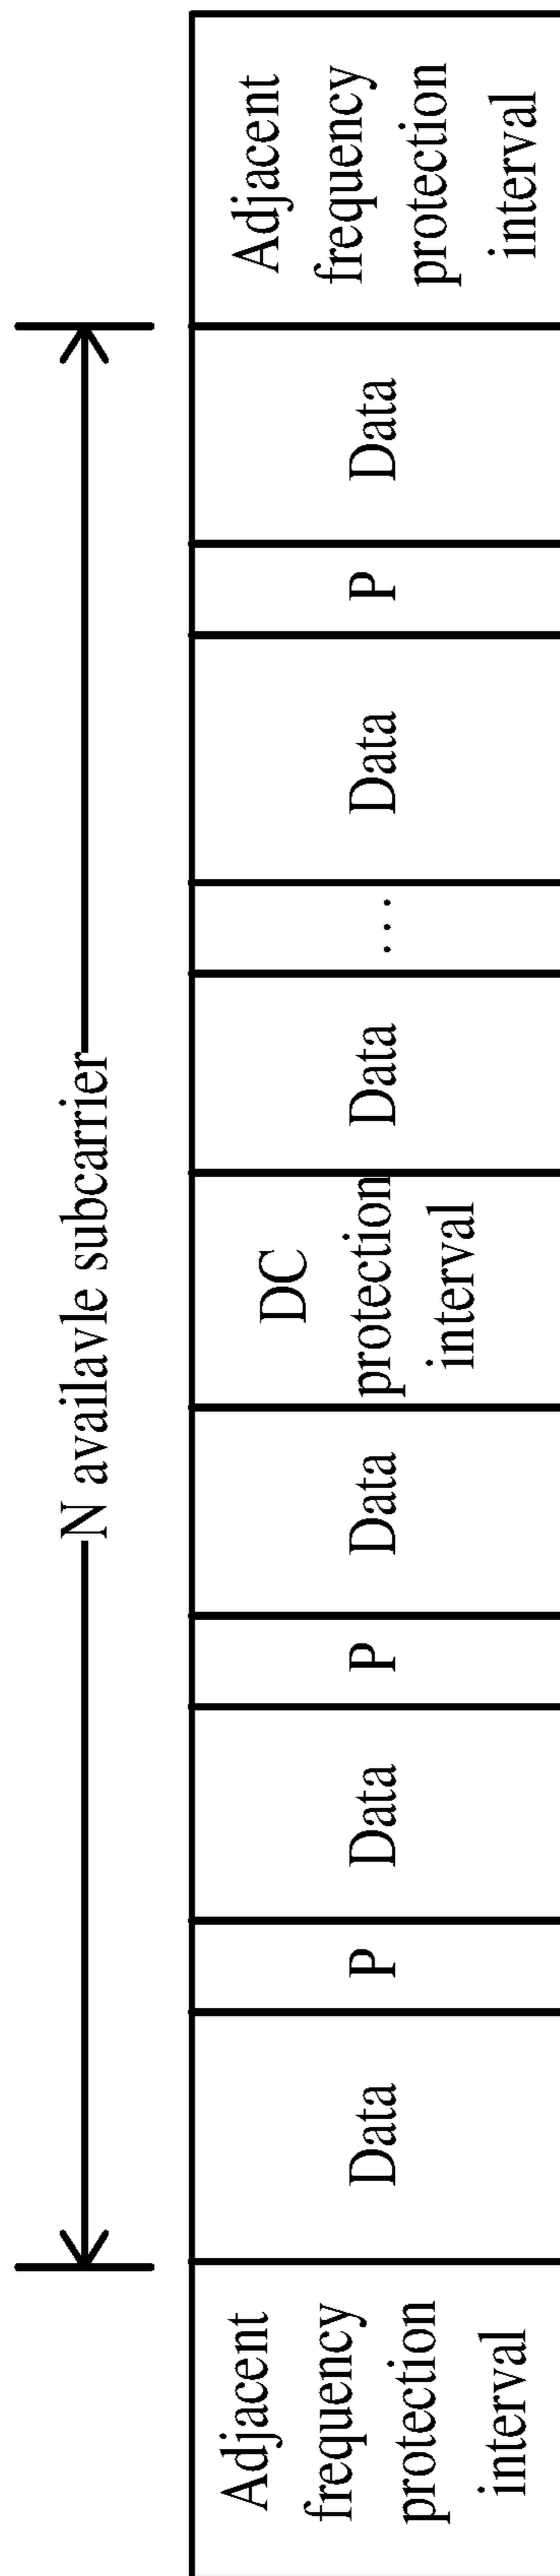 N availavle subcarrier
Adjacent
frequency
protection
interval
Data
P
Data
P
Data
DC
protection
interval
Data
...
Data
P
Data
Adjacent
frequency
protection
interval